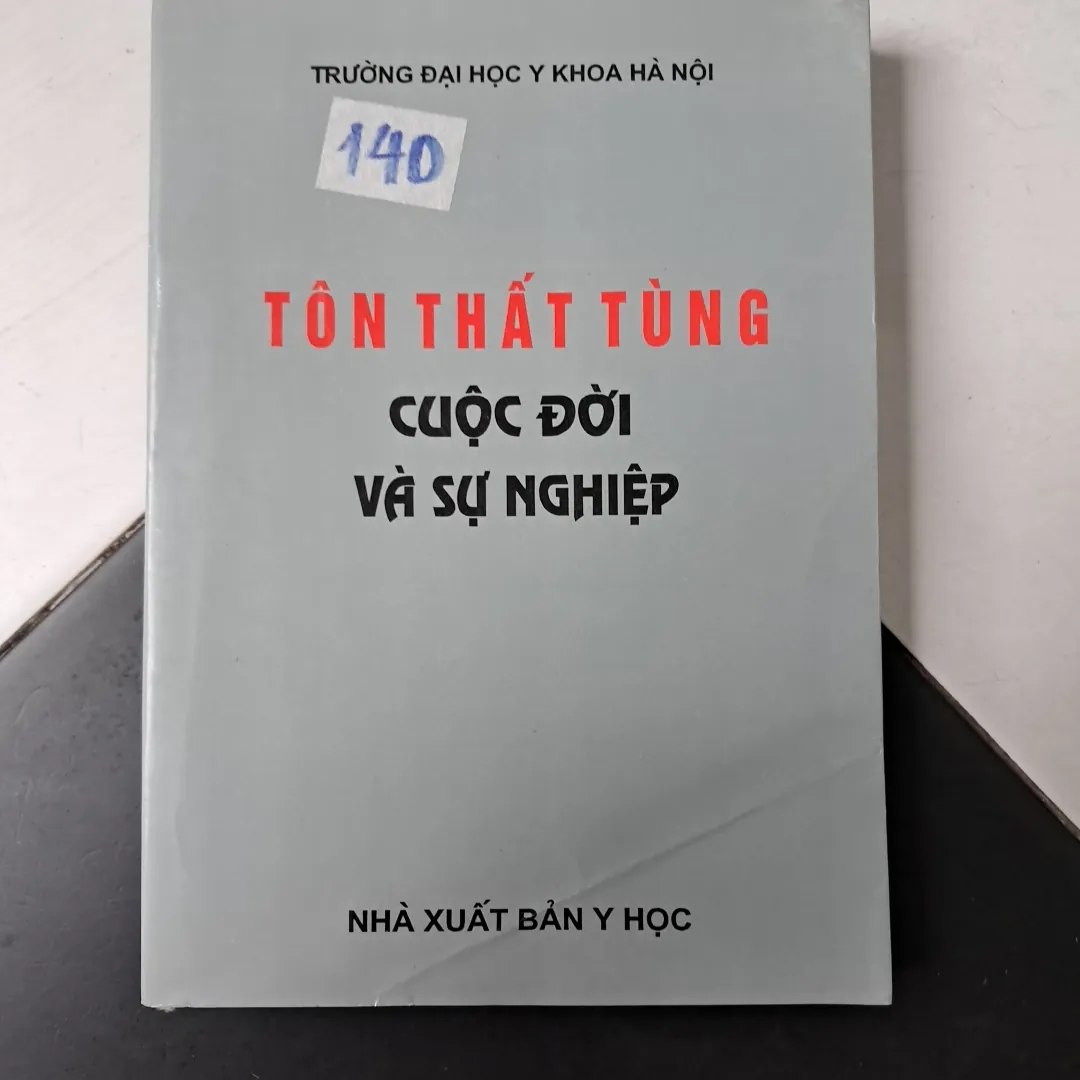 TRƯỜNG ĐẠI HỌC Y KHOA HÀ NỘI
140
TÔN THẤT TÙNG
CUỘC ĐỜI
VÀ SỰ NGHIỆP
NHÀ XUẤT BẢN Y HỌC